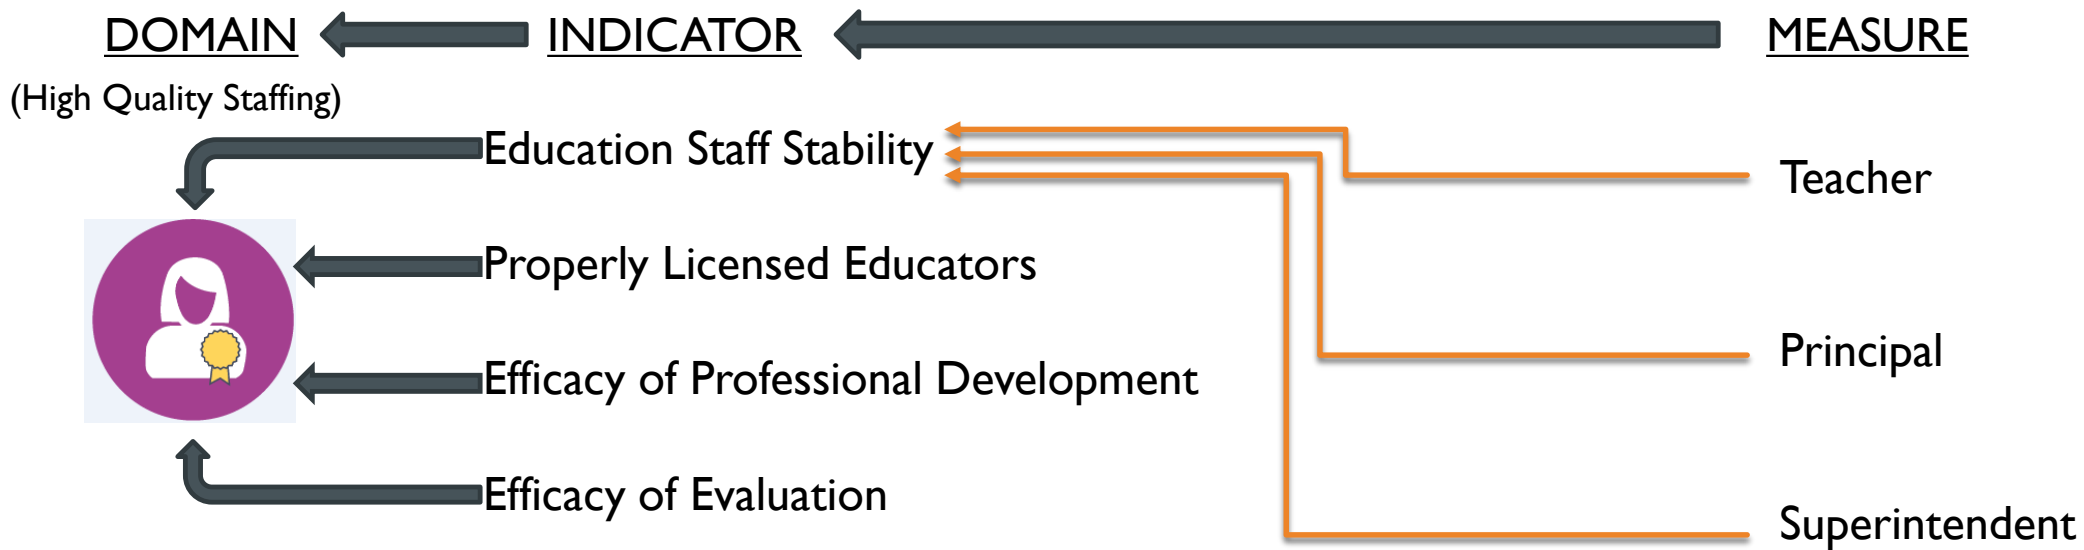 DOMAIN
INDICATOR
MEASURE
(High Quality Staffing)
Education Staff Stability
Teacher
Properly Licensed Educators
Principal
Efficacy of Professional Development
Efficacy of Evaluation
Superintendent